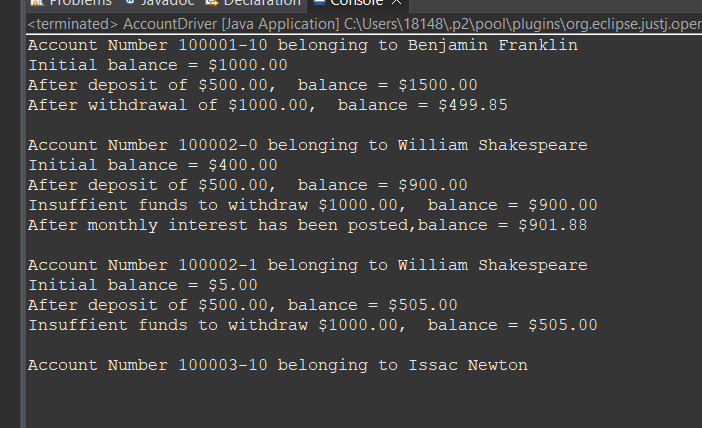 Problems Javadoc Declaration Console
<terminated> AccountDriver [Java Application] C:\Users\18148\.p2\pool\plugins\org.eclipse.justj.oper
Account Number 100001-10 belonging to Benjamin Franklin
Initial balance = $1000.00
After deposit of $500.00,  balance = $1500.00
After withdrawal of $1000.00,  balance = $499.85
Account Number 100002-0 belonging to William Shakespeare
Initial balance = $400.00
After deposit of $500.00,  balance = $900.00
Insufficient funds to withdraw $1000.00,  balance = $900.00
After monthly interest has been posted,balance = $901.88
Account Number 100002-1 belonging to William Shakespeare
Initial balance = $5.00
After deposit of $500.00, balance = $505.00
Insuffient funds to withdraw $1000.00,  balance = $505.00
Account Number 100003-10 belonging to Issac Newton